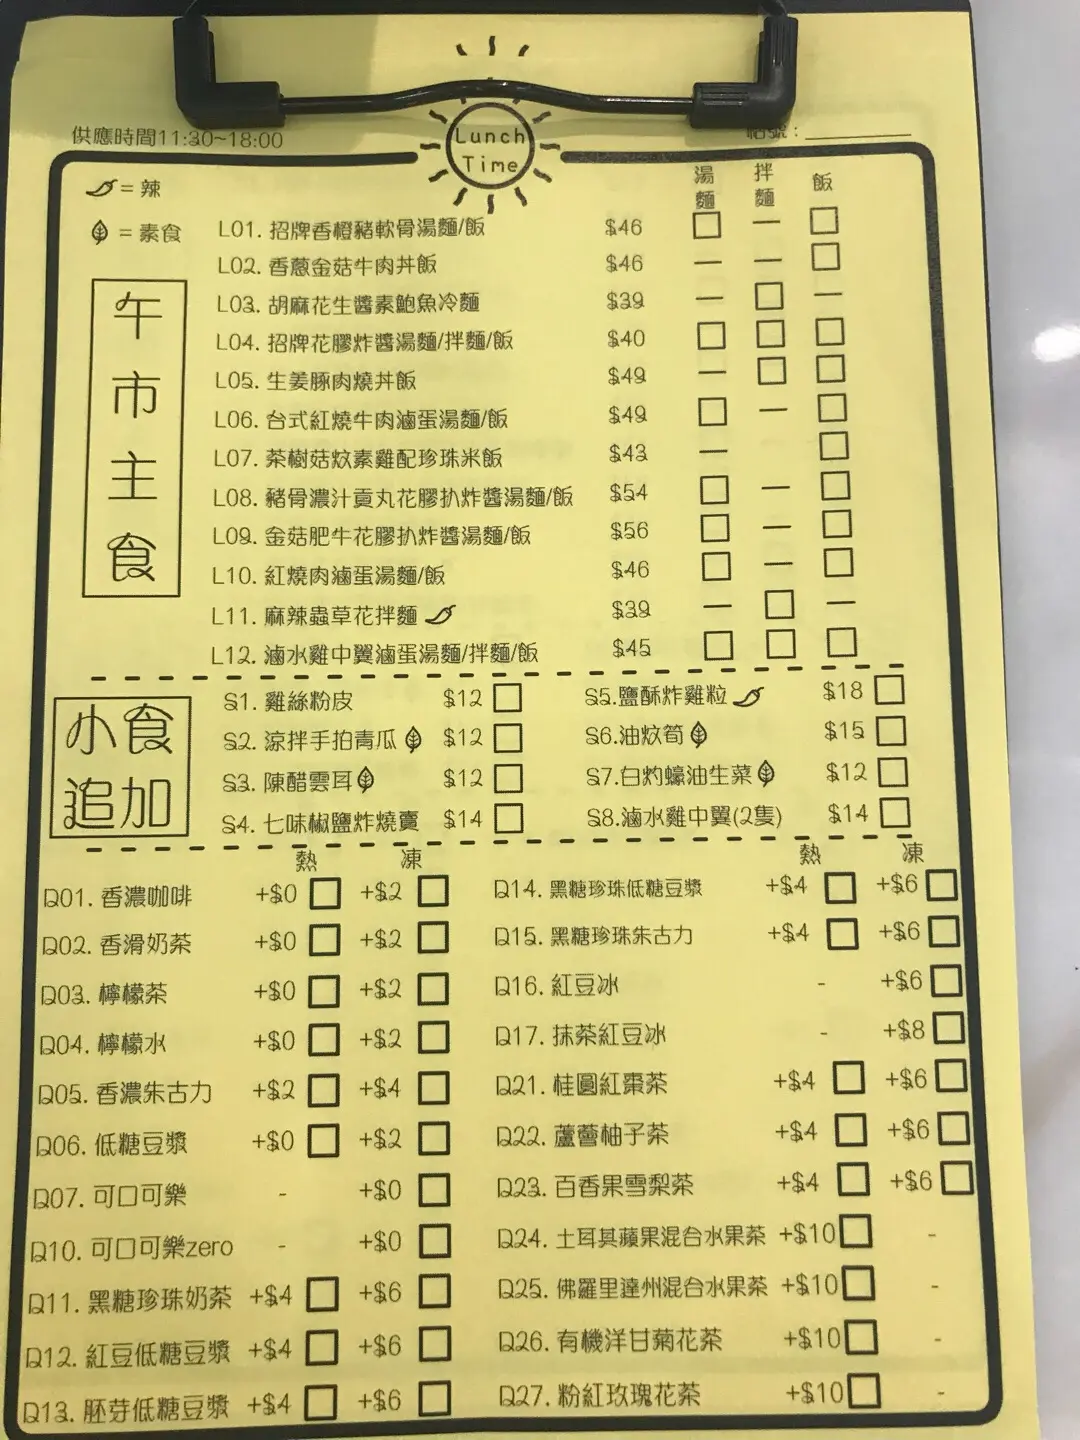 Lunch
Time
供應時間11:30~18:00
湯麵 拌麵 飯
= 辣
= 素食
午市主食
L01. 招牌香橙豬軟骨湯麵/飯 $46 —
L02. 香蔥金菇牛肉丼飯 $46 — —
L03. 胡麻花生醬素鮑魚冷麵 $39 — —
L04. 招牌花膠炸醬湯麵/拌麵/飯 $40
L05. 生姜豚肉燒丼飯 $49 —
L06. 台式紅燒牛肉滷蛋湯麵/飯 $49 —
L07. 茶樹菇炆素雞配珍珠米飯 $43 —
L08. 豬骨濃汁貢丸花膠扒炸醬湯麵/飯 $54 —
L09. 金菇肥牛花膠扒炸醬湯麵/飯 $56 —
L10. 紅燒肉滷蛋湯麵/飯 $46 —
L11. 麻辣蟲草花拌麵 $39 — —
L12. 滷水雞中翼滷蛋湯麵/拌麵/飯 $45
小食追加
S1. 雞絲粉皮 $12
S2. 涼拌手拍青瓜 $12
S3. 陳醋雲耳 $12
S4. 七味椒鹽炸燒賣 $14
S5.鹽酥炸雞粒 $18
S6.油炆筍 $15
S7.白灼蠔油生菜 $12
S8.滷水雞中翼(2隻) $14
熱 凍
D01. 香濃咖啡 +$0 +$2
D02. 香滑奶茶 +$0 +$2
D03. 檸檬茶 +$0 +$2
D04. 檸檬水 +$0 +$2
D05. 香濃朱古力 +$2 +$4
D06. 低糖豆漿 +$0 +$2
D07. 可口可樂 - +$0
D10. 可口可樂zero - +$0
D11. 黑糖珍珠奶茶 +$4 +$6
D12. 紅豆低糖豆漿 +$4 +$6
D13. 胚芽低糖豆漿 +$4 +$6
熱 凍
D14. 黑糖珍珠低糖豆漿 +$4 +$6
D15. 黑糖珍珠朱古力 +$4 +$6
D16. 紅豆冰 - +$6
D17. 抹茶紅豆冰 - +$8
D21. 桂圓紅棗茶 +$4 +$6
D22. 蘆薈柚子茶 +$4 +$6
D23. 百香果雪梨茶 +$4 +$6
D24. 土耳其蘋果混合水果茶 +$10 -
D25. 佛羅里達州混合水果茶 +$10 -
D26. 有機洋甘菊花茶 +$10 -
D27. 粉紅玫瑰花茶 +$10 -